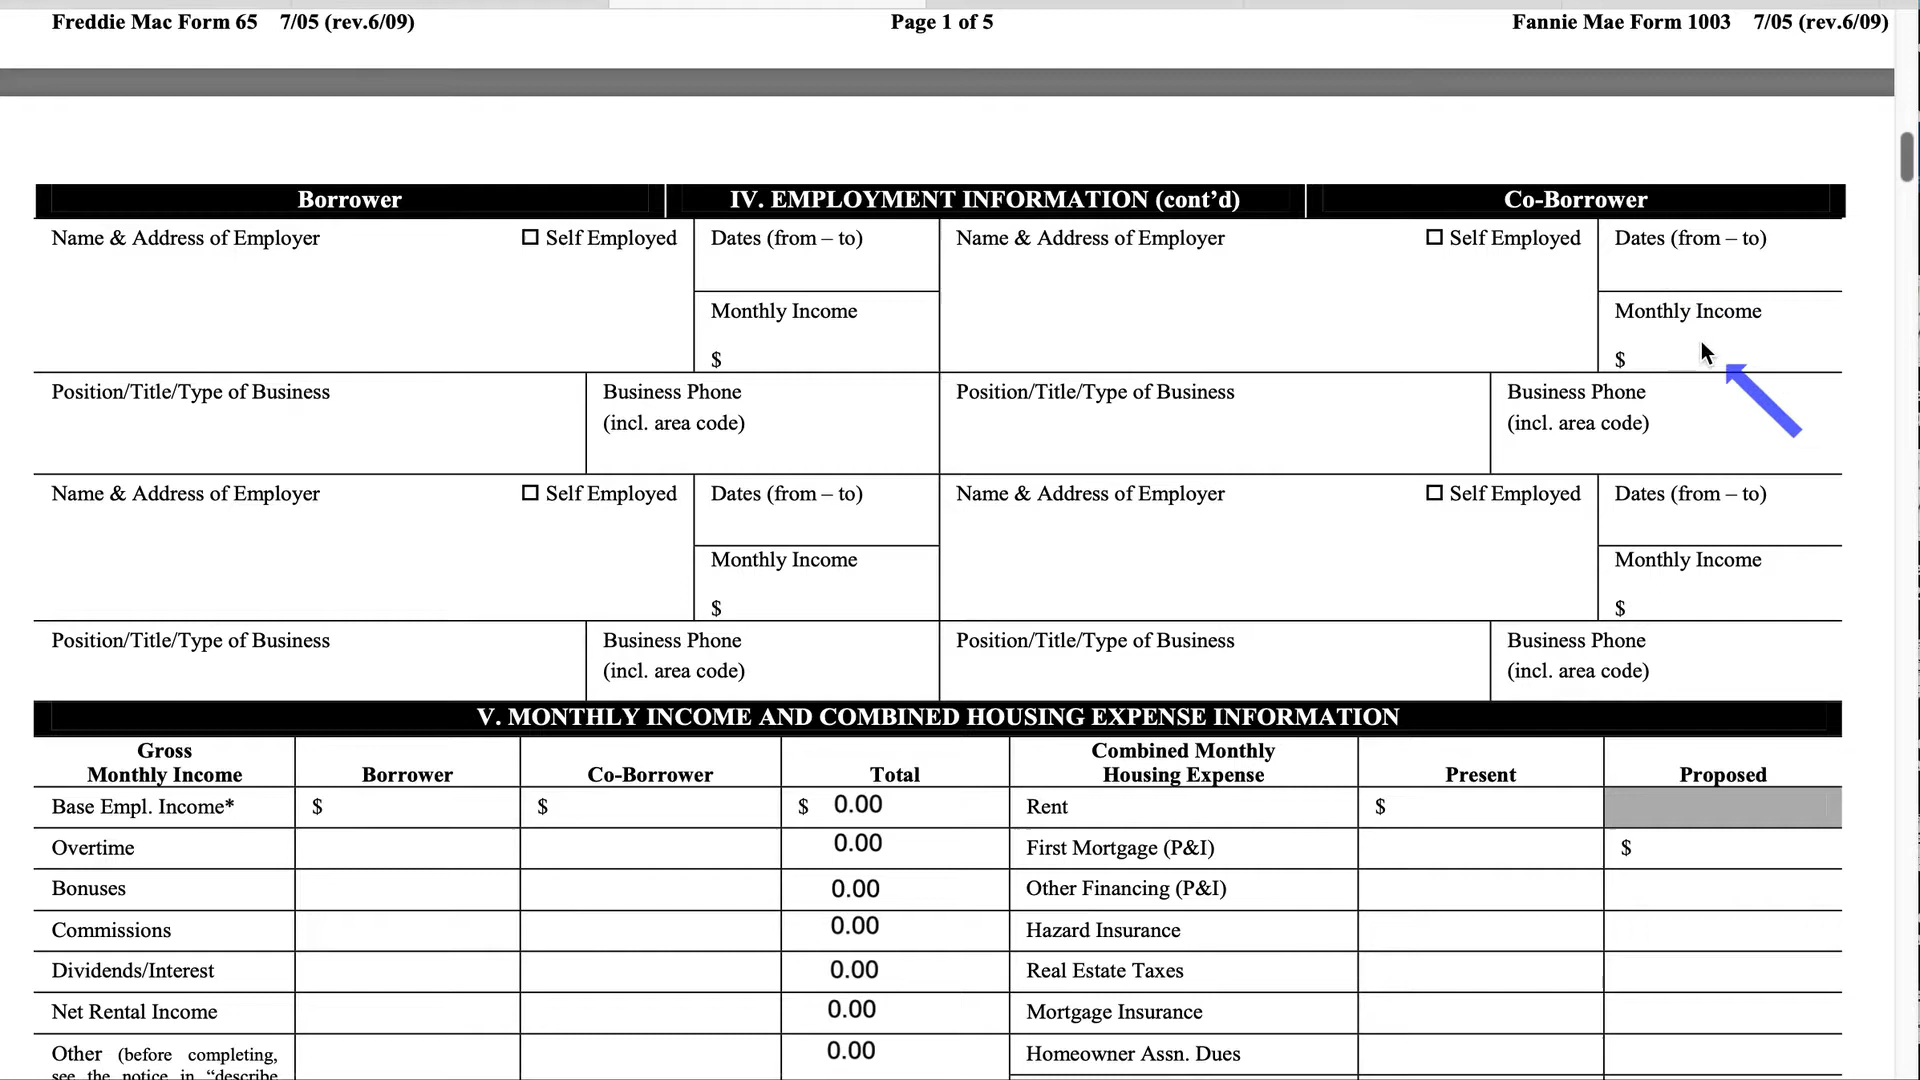 Freddie Mac Form 65 7/05 (rev.6/09) Page 1 of 5 Fannie Mae Form 1003 7/05 (rev.6/09)
Borrower IV. EMPLOYMENT INFORMATION (cont’d) Co-Borrower
Name & Address of Employer Self Employed Dates (from – to) Name & Address of Employer Self Employed Dates (from – to)
Monthly Income Monthly Income
$ $
Position/Title/Type of Business Business Phone Position/Title/Type of Business Business Phone
(incl. area code) (incl. area code)
Name & Address of Employer Self Employed Dates (from – to) Name & Address of Employer Self Employed Dates (from – to)
Monthly Income Monthly Income
$ $
Position/Title/Type of Business Business Phone Position/Title/Type of Business Business Phone
(incl. area code) (incl. area code)
V. MONTHLY INCOME AND COMBINED HOUSING EXPENSE INFORMATION
Gross Combined Monthly
Monthly Income Borrower Co-Borrower Total Housing Expense Present Proposed
Base Empl. Income* $ $ $ 0.00 Rent $
Overtime 0.00 First Mortgage (P&I) $
Bonuses 0.00 Other Financing (P&I)
Commissions 0.00 Hazard Insurance
Dividends/Interest 0.00 Real Estate Taxes
Net Rental Income 0.00 Mortgage Insurance
Other (before completing, 0.00 Homeowner Assn. Dues
see the notice in “describe